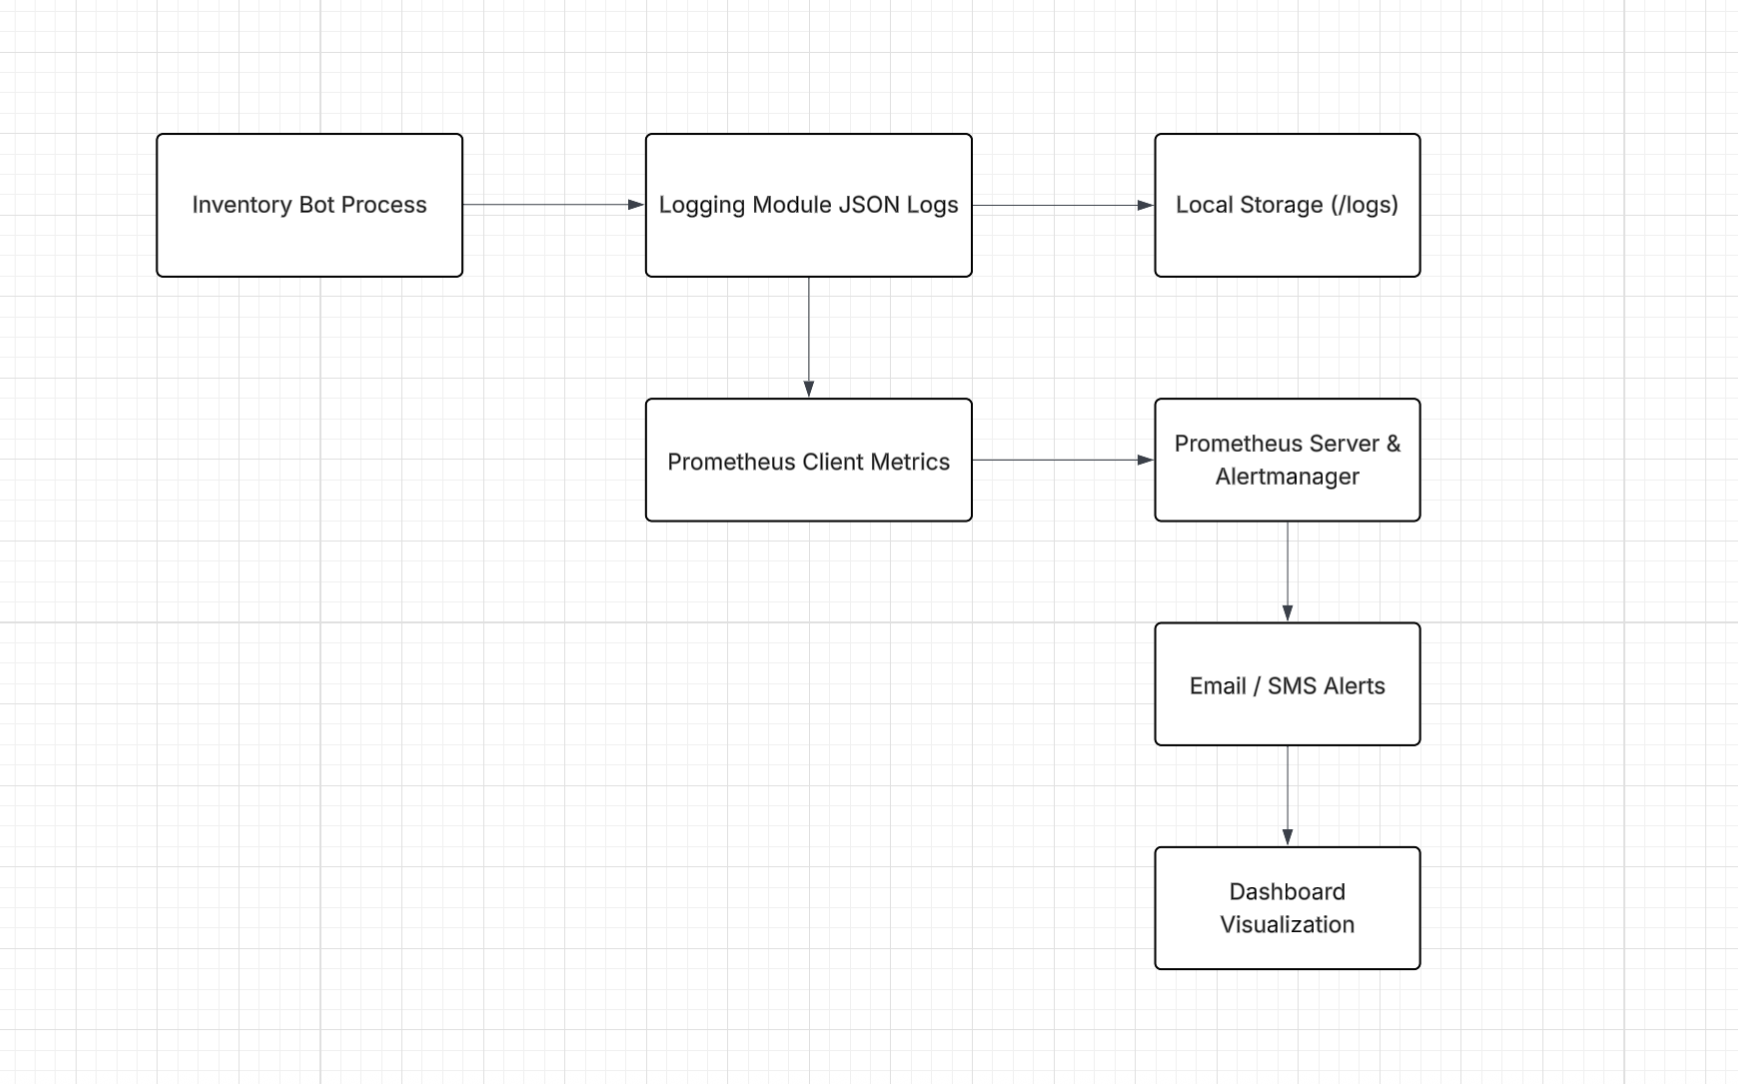 Inventory Bot Process
Logging Module JSON Logs
Local Storage (/logs)
Prometheus Client Metrics
Prometheus Server &
Alertmanager
Email / SMS Alerts
Dashboard
Visualization